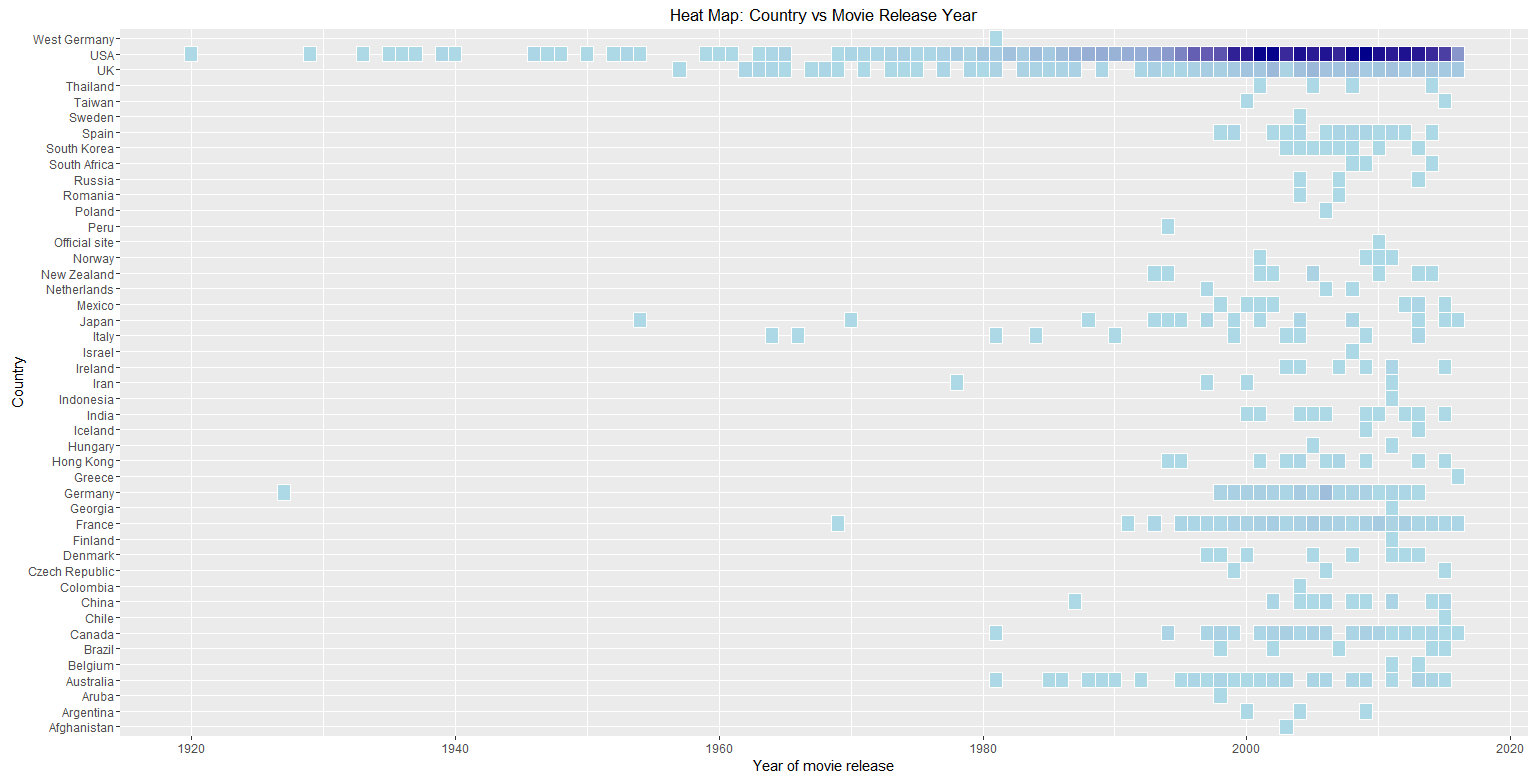 Heat Map: Country vs Movie Release Year
West Germany
USA
UK
Thailand
Taiwan
Sweden
Spain
South Korea
South Africa
Russia
Romania
Poland
Peru
Official site
Norway
New Zealand
Netherlands
Mexico
Japan
Italy
Israel
Ireland
Iran
Indonesia
India
Iceland
Hungary
Hong Kong
Greece
Germany
Georgia
France
Finland
Denmark
Czech Republic
Colombia
China
Chile
Canada
Brazil
Belgium
Australia
Aruba
Argentina
Afghanistan
Country
1920 1940 1960 1980 2000 2020
Year of movie release